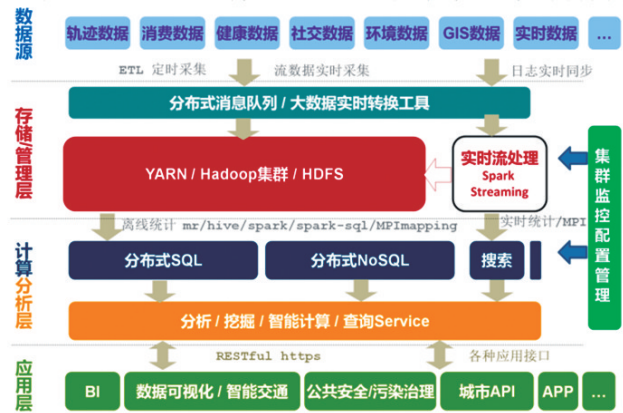 数据源
轨迹数据 消费数据 健康数据 社交数据 环境数据 GIS数据 实时数据 ...
ETL 定时采集 流数据实时采集 日志实时同步
分布式消息队列 / 大数据实时转换工具
存储/管理层
YARN / Hadoop集群 / HDFS
实时流处理
Spark
Streaming
集群监控配置管理
离线统计 mr/hive/spark/spark-sql/MPImapping 实时统计/MPI
计算分析层
分布式SQL 分布式NoSQL 搜索
分析 / 挖掘 / 智能计算 / 查询Service
RESTful https 各种应用接口
应用层
BI 数据可视化 / 智能交通 公共安全/污染治理 城市API APP ...